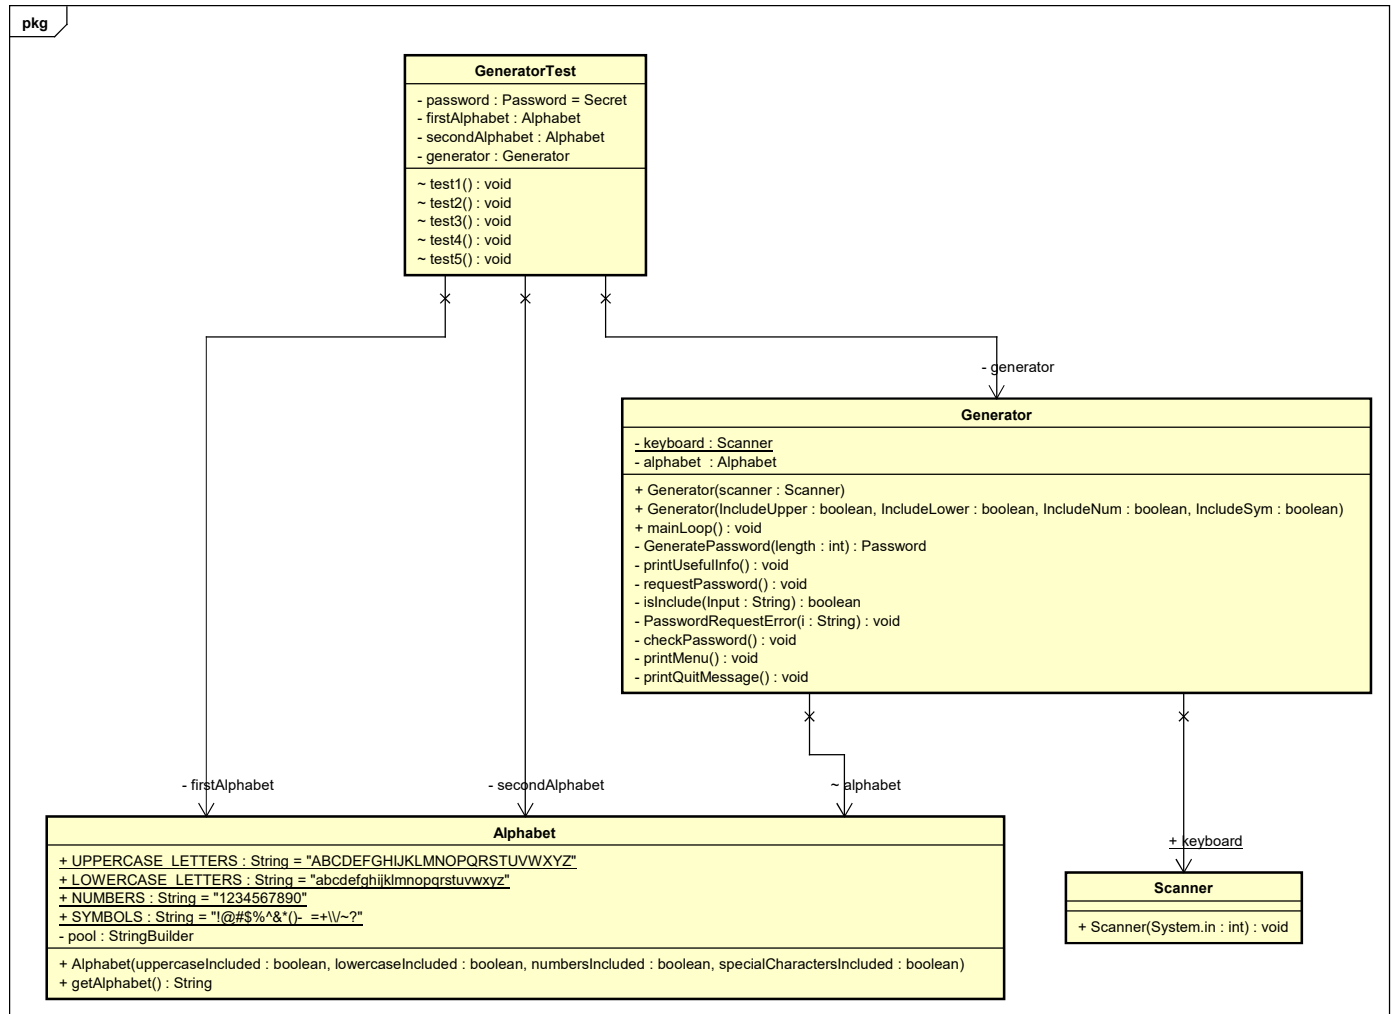 pkg
GeneratorTest
- password : Password = Secret
- firstAlphabet : Alphabet
- secondAlphabet : Alphabet
- generator : Generator
~ test1() : void
~ test2() : void
~ test3() : void
~ test4() : void
~ test5() : void
- generator
Generator
- keyboard : Scanner
- alphabet : Alphabet
+ Generator(scanner : Scanner)
+ Generator(IncludeUpper : boolean, IncludeLower : boolean, IncludeNum : boolean, IncludeSym : boolean)
+ mainLoop() : void
- GeneratePassword(length : int) : Password
- printUsefulInfo() : void
- requestPassword() : void
- isInclude(Input : String) : boolean
- PasswordRequestError(i : String) : void
- checkPassword() : void
- printMenu() : void
- printQuitMessage() : void
- firstAlphabet
- secondAlphabet
~ alphabet
+ keyboard
Alphabet
+ UPPERCASE_LETTERS : String = "ABCDEFGHIJKLMNOPQRSTUVWXYZ"
+ LOWERCASE_LETTERS : String = "abcdefghijklmnopqrstuvwxyz"
+ NUMBERS : String = "1234567890"
+ SYMBOLS : String = "!@#$%^&*()-_=+\\/~?"
- pool : StringBuilder
+ Alphabet(uppercaseIncluded : boolean, lowercaseIncluded : boolean, numbersIncluded : boolean, specialCharactersIncluded : boolean)
+ getAlphabet() : String
Scanner
+ Scanner(System.in : int) : void